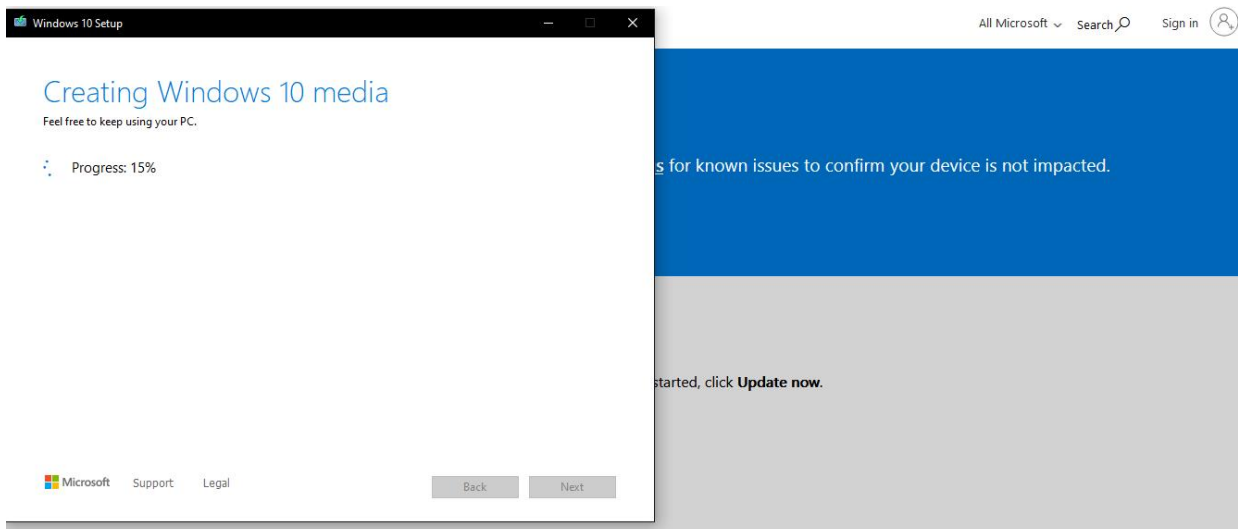 Windows 10 Setup
All Microsoft
Search
Sign in
Creating Windows 10 media
Feel free to keep using your PC.
Progress: 15%
s for known issues to confirm your device is not impacted.
started, click Update now.
Microsoft
Support
Legal
Back
Next